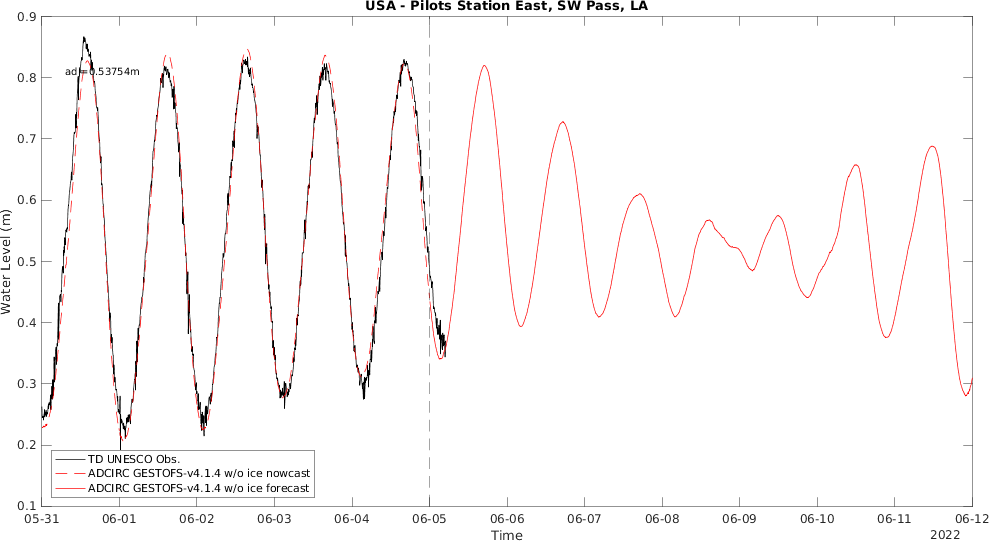 USA - Pilots Station East, SW Pass, LA
0.9
0.8
0.7
0.6
0.5
0.4
0.3
0.2
0.1
Water Level (m)
adj=0.53754m
TD UNESCO Obs.
ADCIRC GESTOFS-v4.1.4 w/o ice nowcast
ADCIRC GESTOFS-v4.1.4 w/o ice forecast
05-31 06-01 06-02 06-03 06-04 06-05 06-06 06-07 06-08 06-09 06-10 06-11 06-12
Time
2022